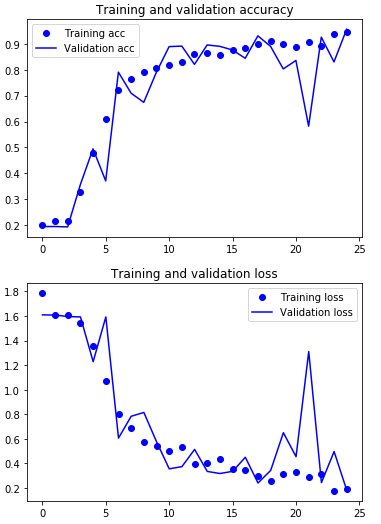 Training and validation accuracy
Training acc
Validation acc
0.9
0.8
0.7
0.6
0.5
0.4
0.3
0.2
0 5 10 15 20 25
Training and validation loss
Training loss
Validation loss
1.8
1.6
1.4
1.2
1.0
0.8
0.6
0.4
0.2
0 5 10 15 20 25